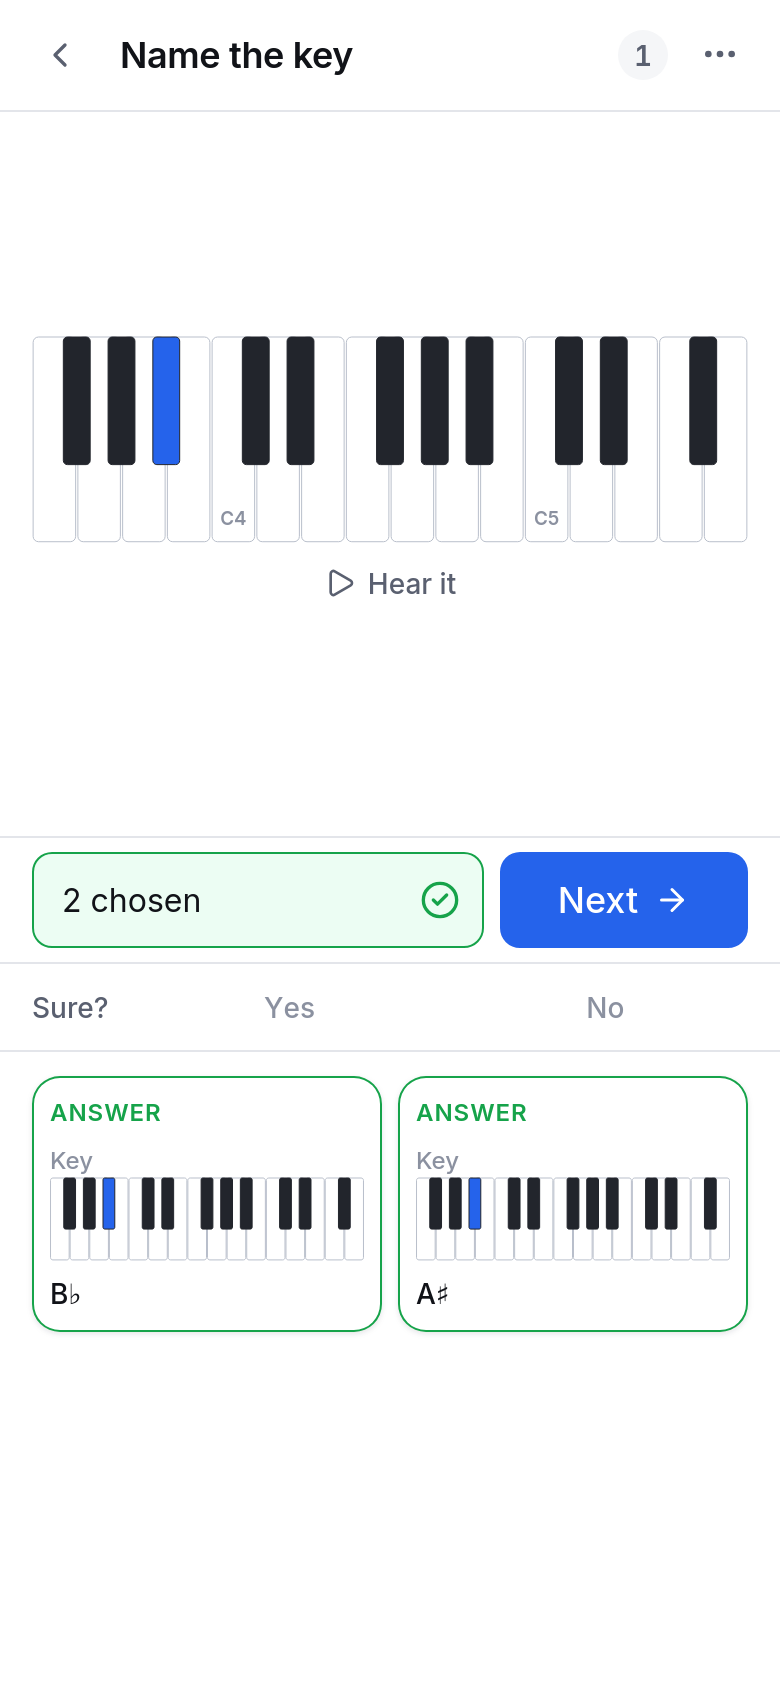 Name the key
1
C4
C5
Hear it
2 chosen
Next
Sure?
Yes
No
ANSWER
Key
B♭
ANSWER
Key
A♯